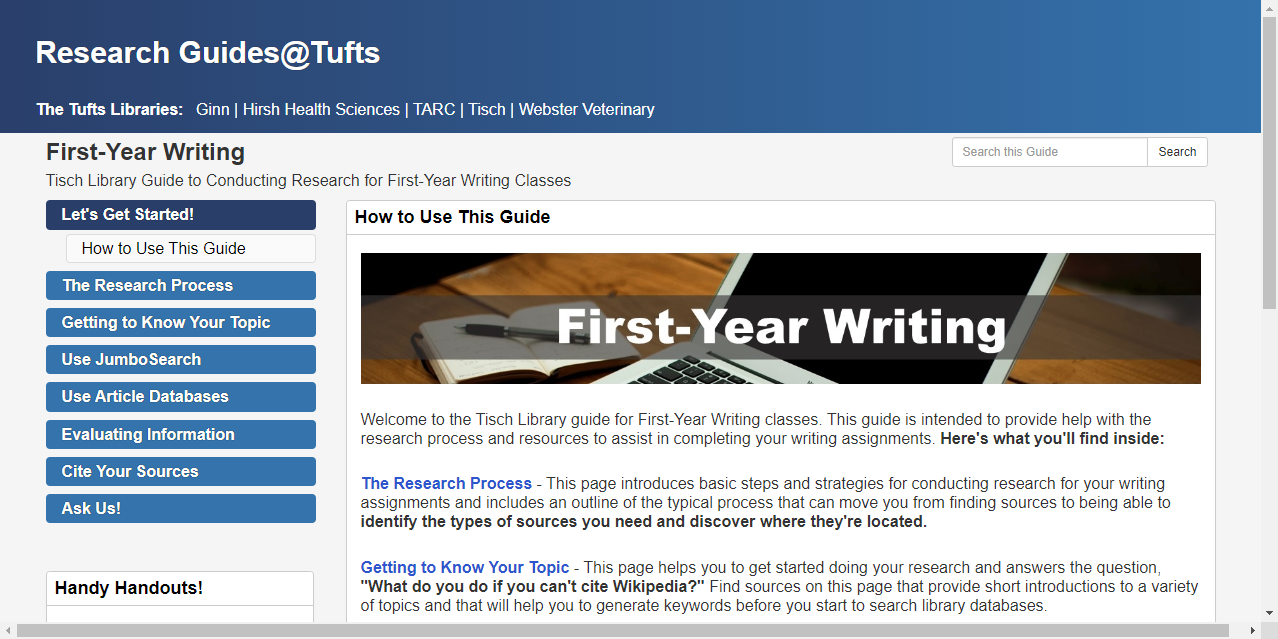 Research Guides@Tufts
The Tufts Libraries: Ginn | Hirsh Health Sciences | TARC | Tisch | Webster Veterinary
First-Year Writing
Search this Guide
Search
Tisch Library Guide to Conducting Research for First-Year Writing Classes
Let's Get Started!
How to Use This Guide
The Research Process
Getting to Know Your Topic
Use JumboSearch
Use Article Databases
Evaluating Information
Cite Your Sources
Ask Us!
Handy Handouts!
How to Use This Guide
First-Year Writing
Welcome to the Tisch Library guide for First-Year Writing classes. This guide is intended to provide help with the
research process and resources to assist in completing your writing assignments. Here's what you'll find inside:
The Research Process - This page introduces basic steps and strategies for conducting research for your writing
assignments and includes an outline of the typical process that can move you from finding sources to being able to
identify the types of sources you need and discover where they're located.
Getting to Know Your Topic - This page helps you to get started doing your research and answers the question,
"What do you do if you can't cite Wikipedia?" Find sources on this page that provide short introductions to a variety
of topics and that will help you to generate keywords before you start to search library databases.